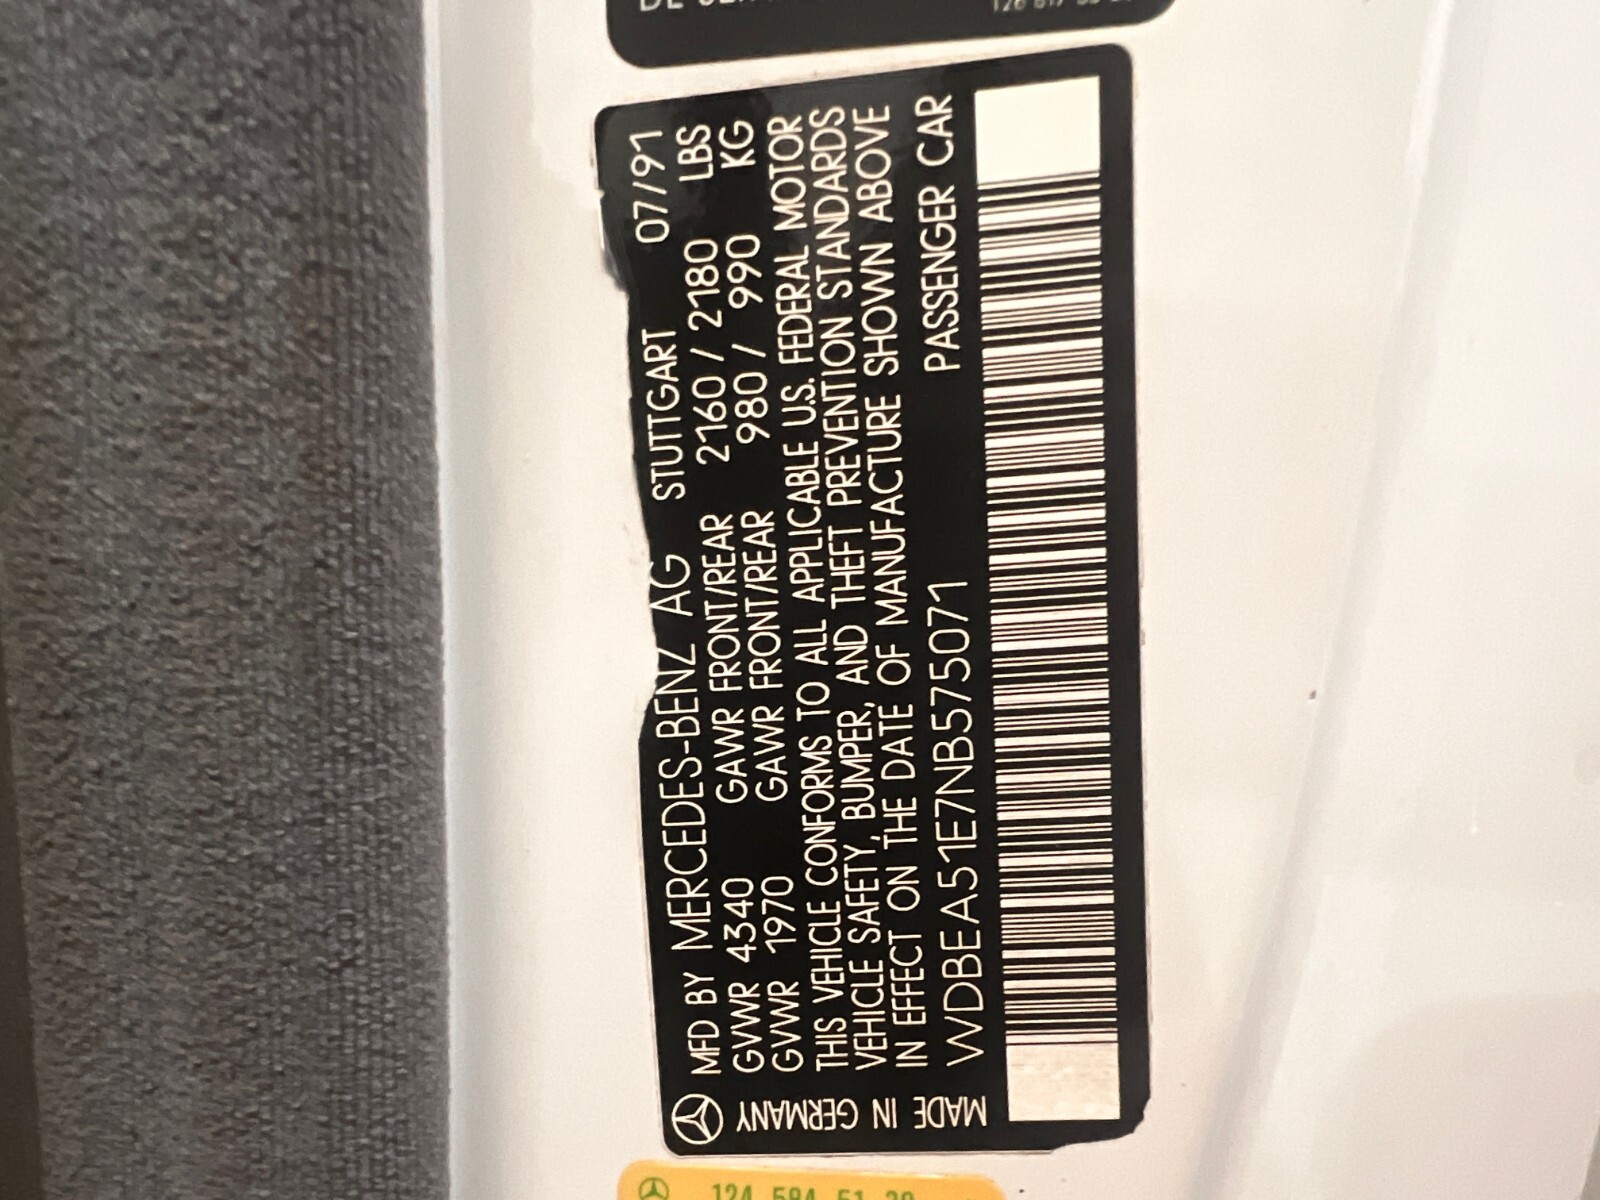 MFD BY MERCEDES-BENZ AG STUTTGART 07/91
GVWR 4340 GAWR FRONT/REAR 2160 / 2180 LBS
GVWR 1970 GAWR FRONT/REAR 980 / 990 KG
THIS VEHICLE CONFORMS TO ALL APPLICABLE U.S. FEDERAL MOTOR
VEHICLE SAFETY, BUMPER, AND THEFT PREVENTION STANDARDS
IN EFFECT ON THE DATE OF MANUFACTURE SHOWN ABOVE
WDBEA51E7NB575071 PASSENGER CAR
MADE IN GERMANY
124 584 51 39